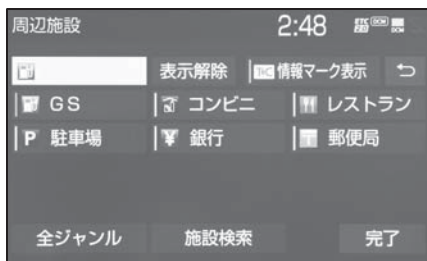 周辺施設 2:48 ETC
表示解除 情報マーク表示
GS コンビニ レストラン
P 駐車場 ¥ 銀行 〒 郵便局
全ジャンル 施設検索 完了